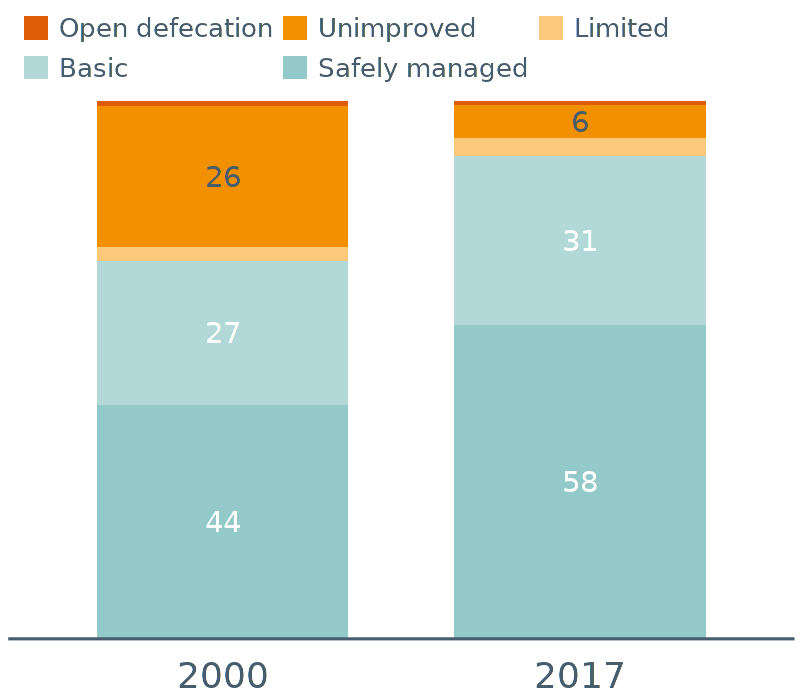 Open defecation Unimproved Limited
Basic Safely managed
26 6
27 31
44 58
2000 2017